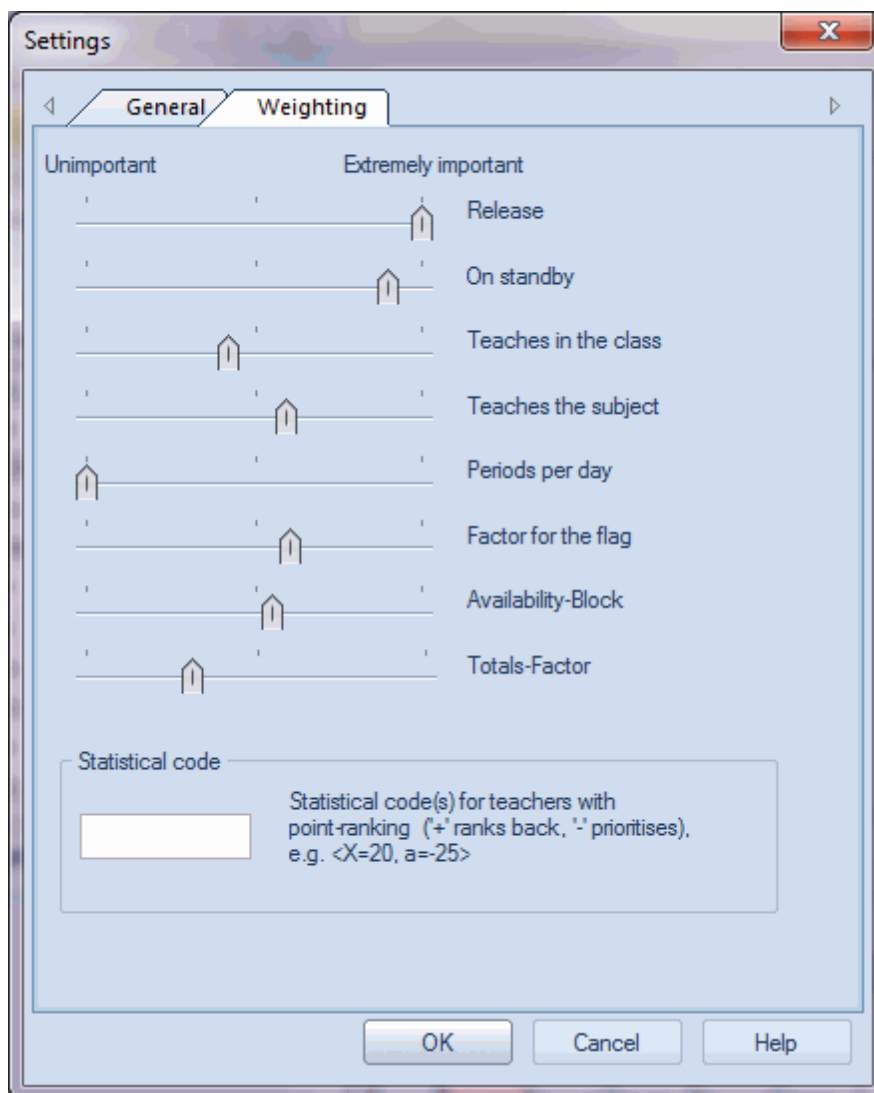 Settings
General
Weighting
Unimportant
Extremely important
Release
On standby
Teaches in the class
Teaches the subject
Periods per day
Factor for the flag
Availability-Block
Totals-Factor
Statistical code
Statistical code(s) for teachers with
point-ranking ('+' ranks back, '-' prioritises),
e.g. <X=20, a=-25>
OK
Cancel
Help